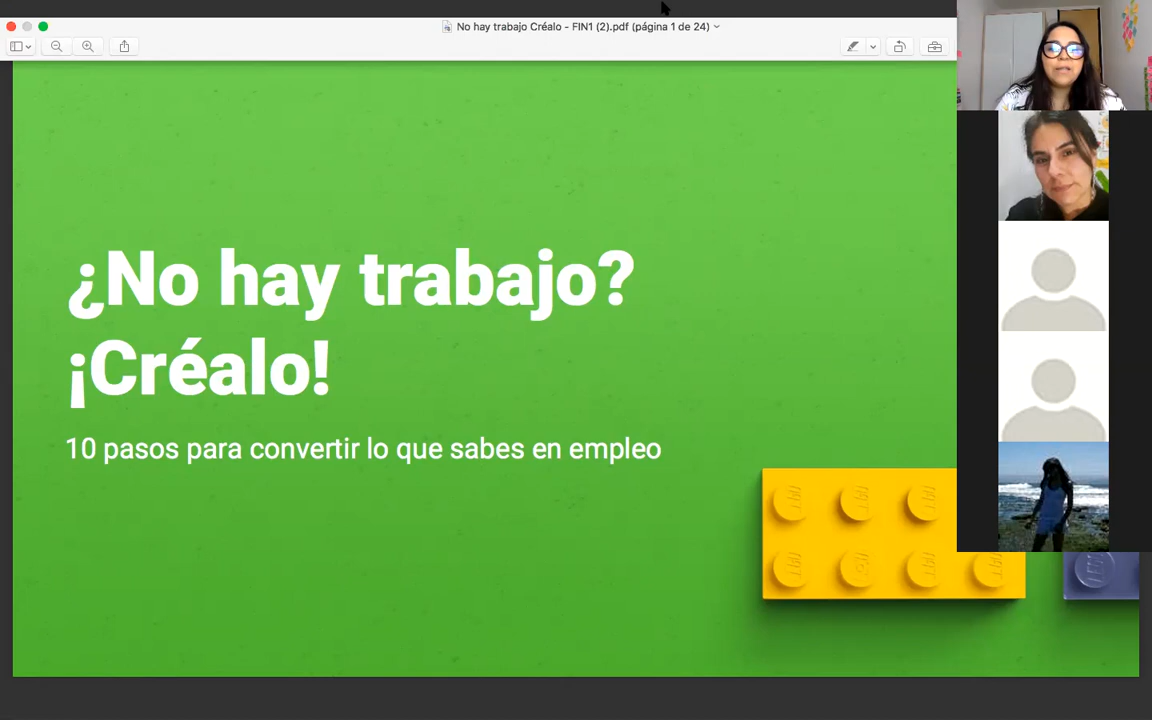 No hay trabajo Créalo - FIN1 (2).pdf (página 1 de 24)
¿No hay trabajo?
¡Créalo!
10 pasos para convertir lo que sabes en empleo